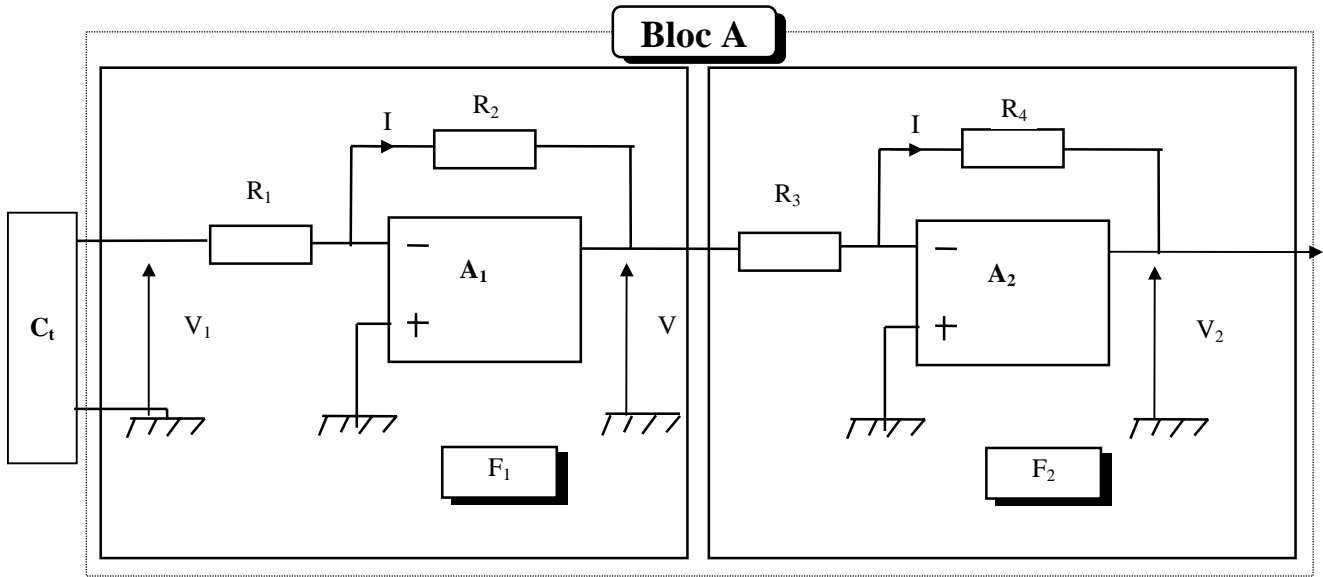 Bloc A
R₂
I
R₁
A₁
−
+
V₁
V
Cₜ
F₁
R₄
I
R₃
A₂
−
+
V₂
F₂